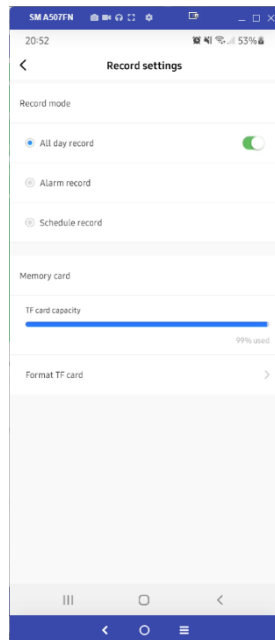 SM A507FN
20:52
53%
Record settings
Record mode
All day record
Alarm record
Schedule record
Memory card
TF card capacity
99% used
Format TF card